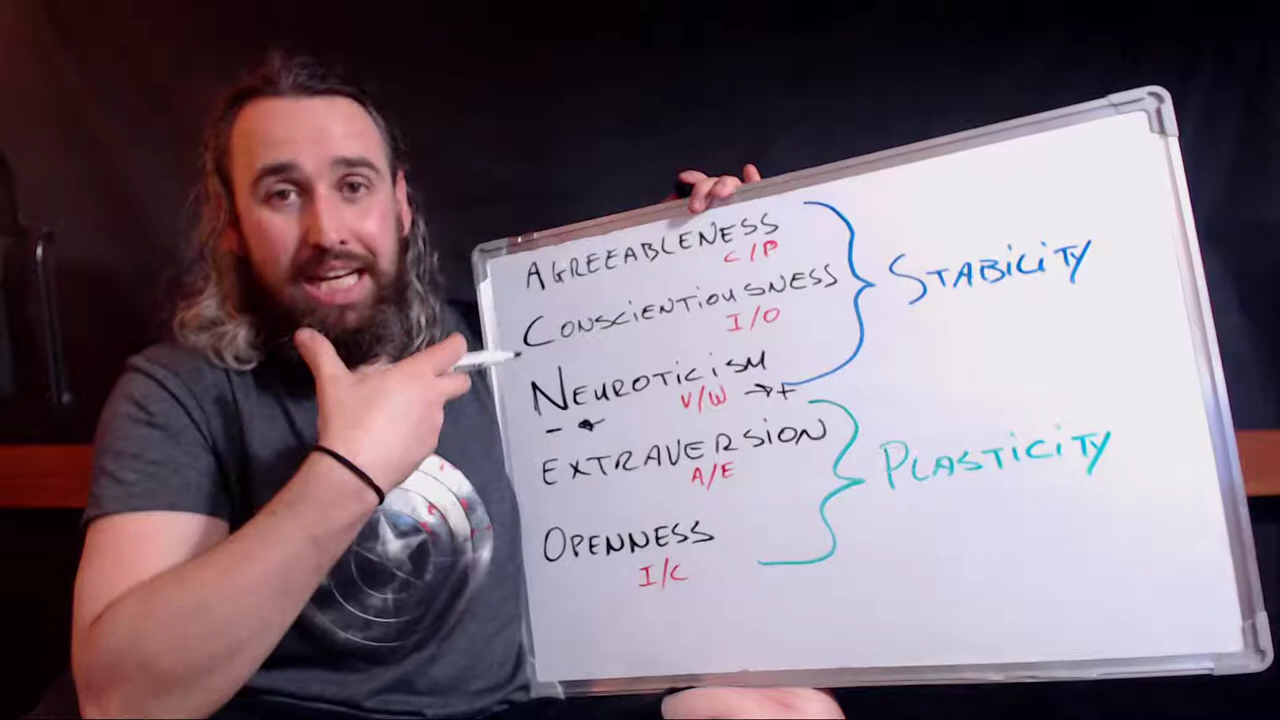 AGREEABLENESS
C/P
CONSCIENTIOUSNESS
I/O
STABILITY
NEUROTICISM
V/W → +
- ←
EXTRAVERSION
A/E
PLASTICITY
OPENNESS
I/C